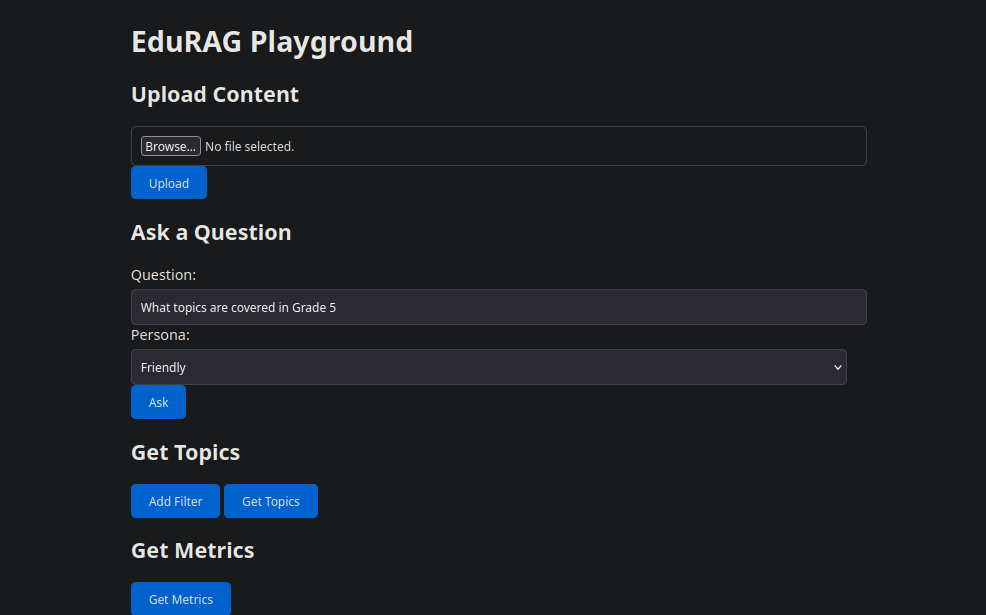 EduRAG Playground
Upload Content
Browse... No file selected.
Upload
Ask a Question
Question:
What topics are covered in Grade 5
Persona:
Friendly
Ask
Get Topics
Add Filter Get Topics
Get Metrics
Get Metrics